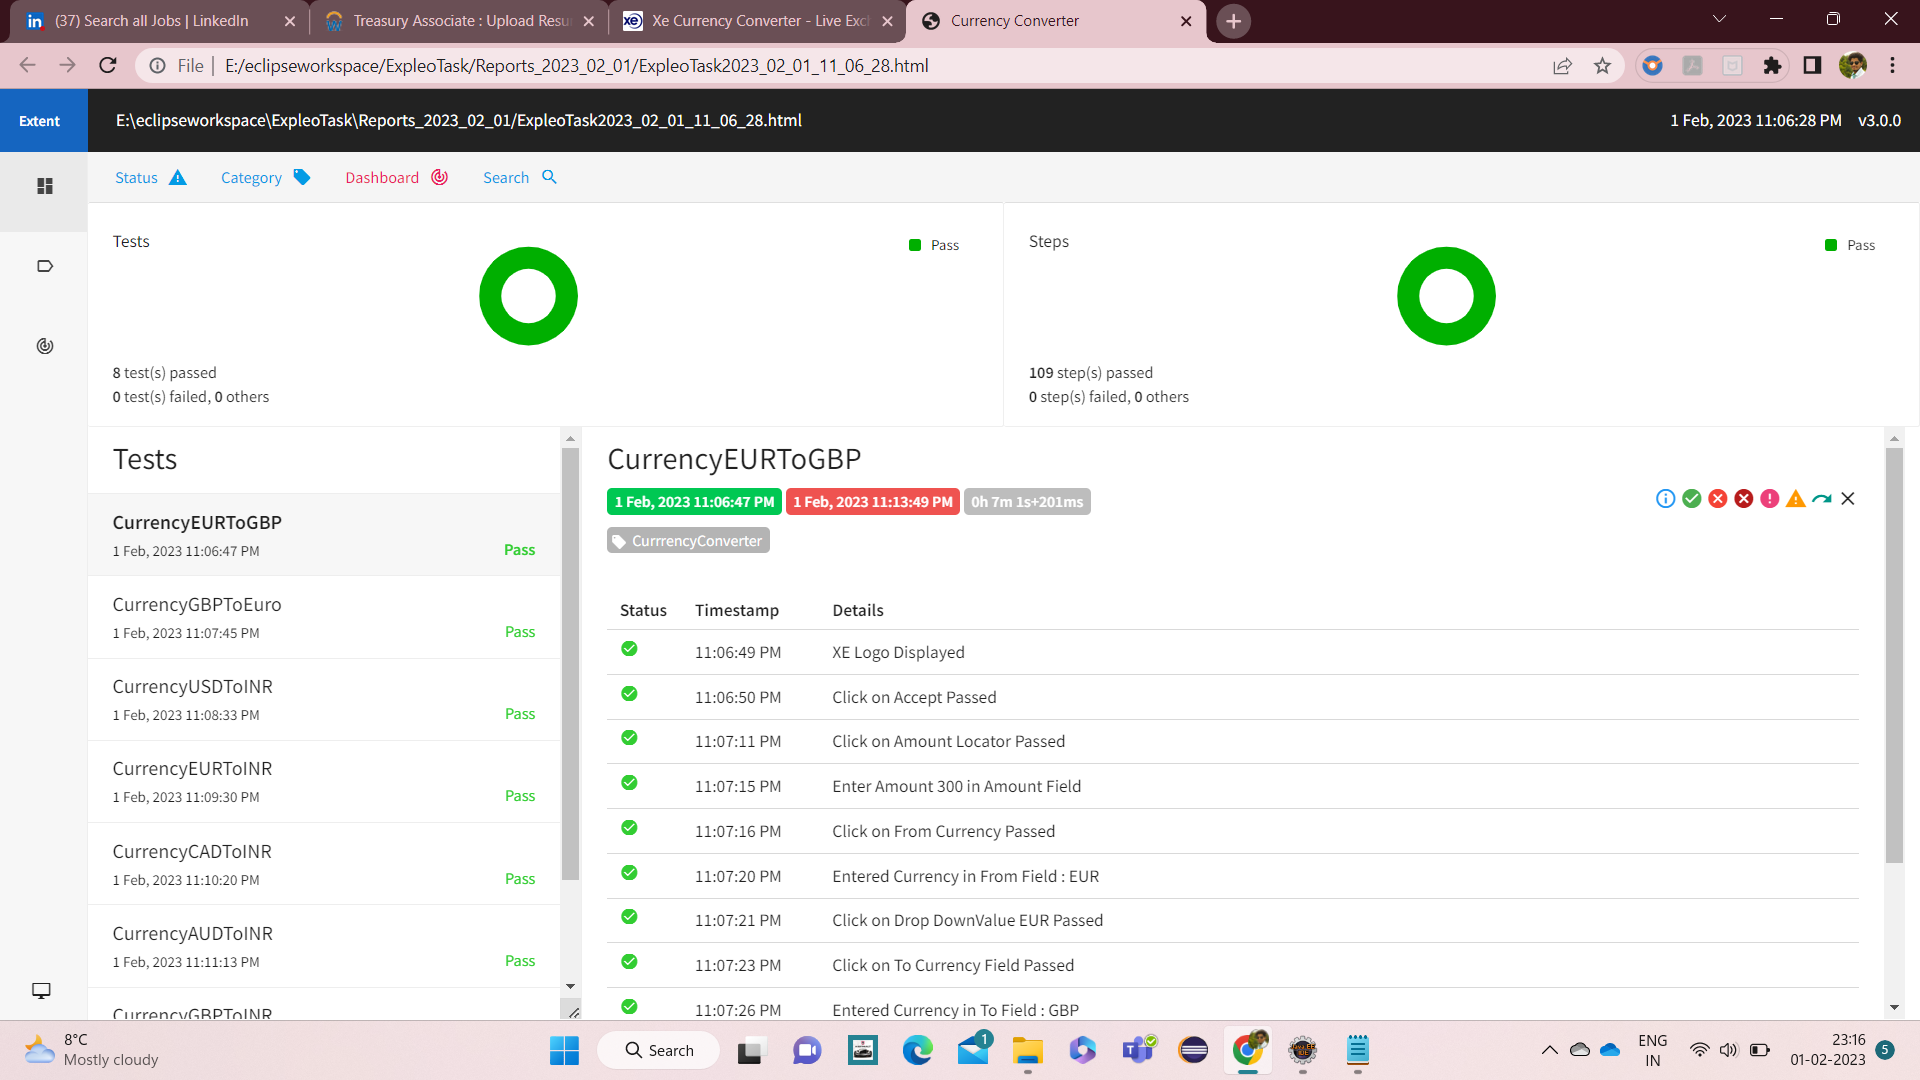 (37) Search all Jobs | LinkedIn
Treasury Associate : Upload Resu
Xe Currency Converter - Live Exc
Currency Converter
File | E:/eclipseworkspace/ExpleoTask/Reports_2023_02_01/ExpleoTask2023_02_01_11_06_28.html
Extent
E:\eclipseworkspace\ExpleoTask\Reports_2023_02_01/ExpleoTask2023_02_01_11_06_28.html
1 Feb, 2023 11:06:28 PM v3.0.0
Status
Category
Dashboard
Search
Tests
Pass
8 test(s) passed
0 test(s) failed, 0 others
Steps
Pass
109 step(s) passed
0 step(s) failed, 0 others
Tests
CurrencyEURToGBP
1 Feb, 2023 11:06:47 PM
Pass
CurrencyGBPToEuro
1 Feb, 2023 11:07:45 PM
Pass
CurrencyUSDToINR
1 Feb, 2023 11:08:33 PM
Pass
CurrencyEURToINR
1 Feb, 2023 11:09:30 PM
Pass
CurrencyCADToINR
1 Feb, 2023 11:10:20 PM
Pass
CurrencyAUDToINR
1 Feb, 2023 11:11:13 PM
Pass
CurrencyGBPToINR
CurrencyEURToGBP
1 Feb, 2023 11:06:47 PM 1 Feb, 2023 11:13:49 PM 0h 7m 1s+201ms
CurrrencyConverter
Status Timestamp Details
11:06:49 PM XE Logo Displayed
11:06:50 PM Click on Accept Passed
11:07:11 PM Click on Amount Locator Passed
11:07:15 PM Enter Amount 300 in Amount Field
11:07:16 PM Click on From Currency Passed
11:07:20 PM Entered Currency in From Field : EUR
11:07:21 PM Click on Drop DownValue EUR Passed
11:07:23 PM Click on To Currency Field Passed
11:07:26 PM Entered Currency in To Field : GBP
8°C
Mostly cloudy
Search
1
ENG
IN
23:16
01-02-2023
5